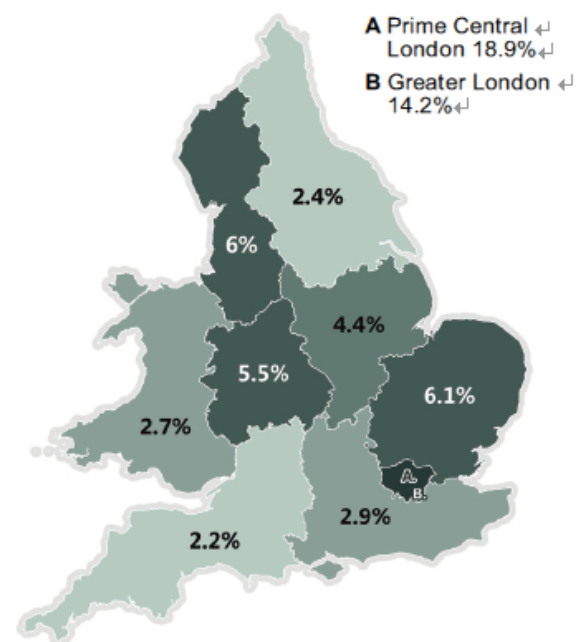 A Prime Central ↵
London 18.9%↵
B Greater London ↵
14.2%↵
2.4%
6%
4.4%
5.5%
6.1%
2.7%
A.
B.
2.9%
2.2%